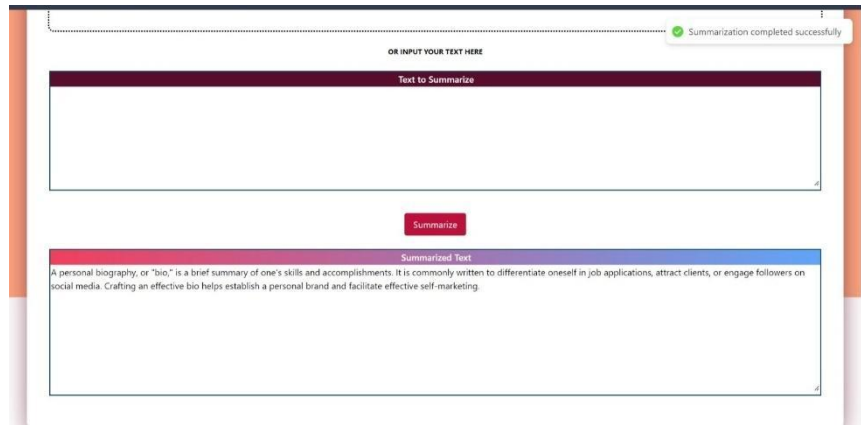 Summarization completed successfully
OR INPUT YOUR TEXT HERE
Text to Summarize
Summarize
Summarized Text
A personal biography, or "bio," is a brief summary of one's skills and accomplishments. It is commonly written to differentiate oneself in job applications, attract clients, or engage followers on
social media. Crafting an effective bio helps establish a personal brand and facilitate effective self-marketing.